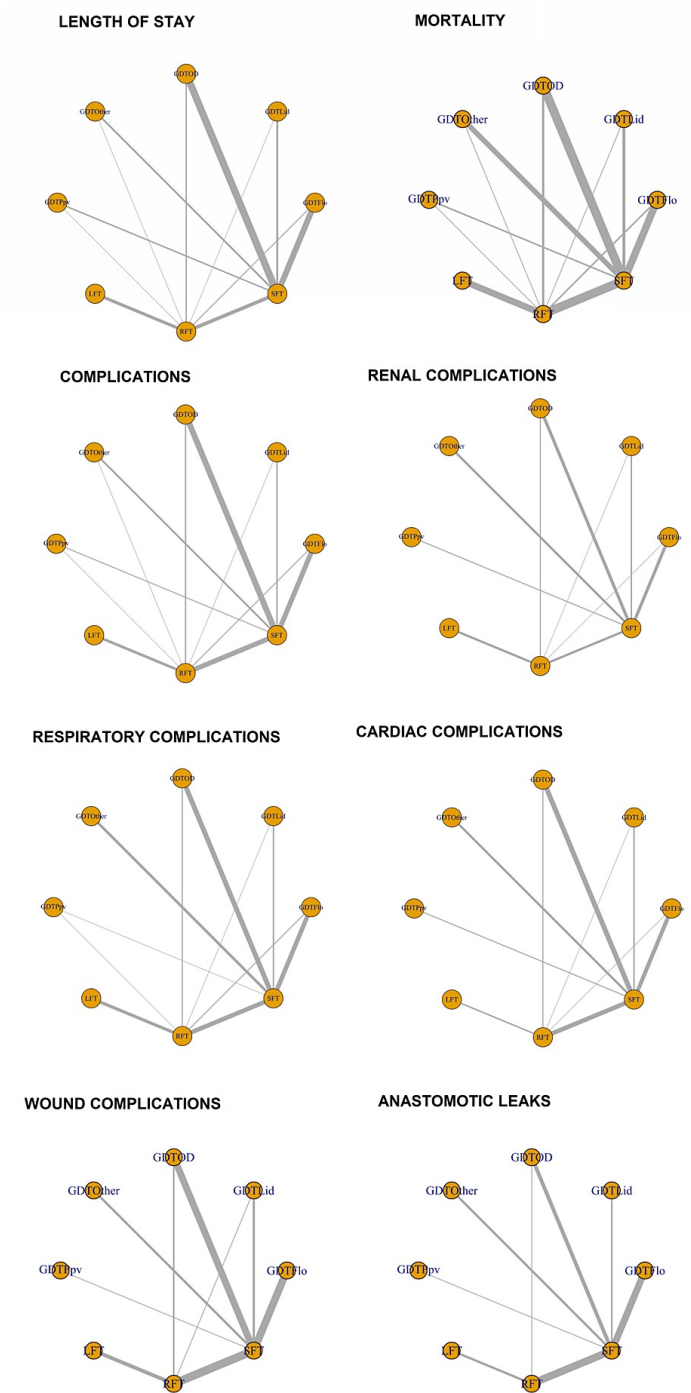 LENGTH OF STAY
GDTOD
GDTOther
GDTLid
GDTPpv
GDTFlo
LFT
SFT
RFT
MORTALITY
GDTOD
GDTOther
GDTLid
GDTPpv
GDTFlo
LFT
SFT
RFT
COMPLICATIONS
GDTOD
GDTOther
GDTLid
GDTPpv
GDTFlo
LFT
SFT
RFT
RENAL COMPLICATIONS
GDTOD
GDTOther
GDTLid
GDTPpv
GDTFlo
LFT
SFT
RFT
RESPIRATORY COMPLICATIONS
GDTOD
GDTOther
GDTLid
GDTPpv
GDTFlo
LFT
SFT
RFT
CARDIAC COMPLICATIONS
GDTOD
GDTOther
GDTLid
GDTPpv
GDTFlo
LFT
SFT
RFT
WOUND COMPLICATIONS
GDTOD
GDTOther
GDTLid
GDTPpv
GDTFlo
LFT
SFT
RFT
ANASTOMOTIC LEAKS
GDTOD
GDTOther
GDTLid
GDTPpv
GDTFlo
LFT
SFT
RFT